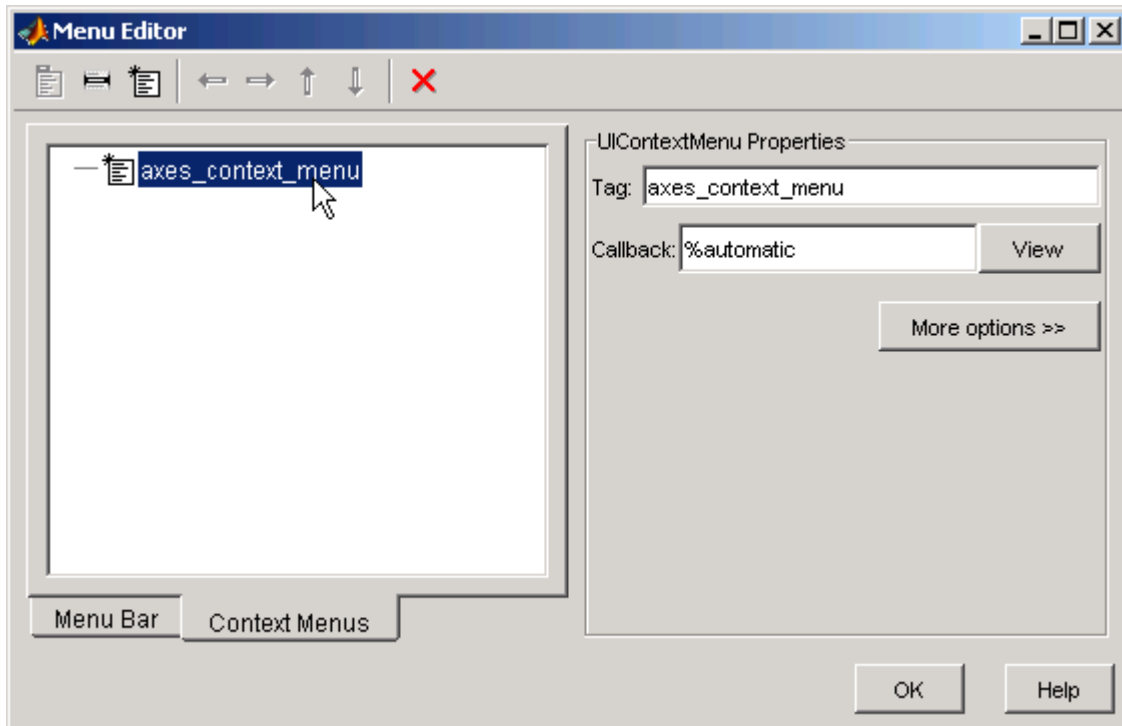 Menu Editor
axes_context_menu
UIContextMenu Properties
Tag: axes_context_menu
Callback: %automatic View
More options >>
Menu Bar Context Menus
OK Help